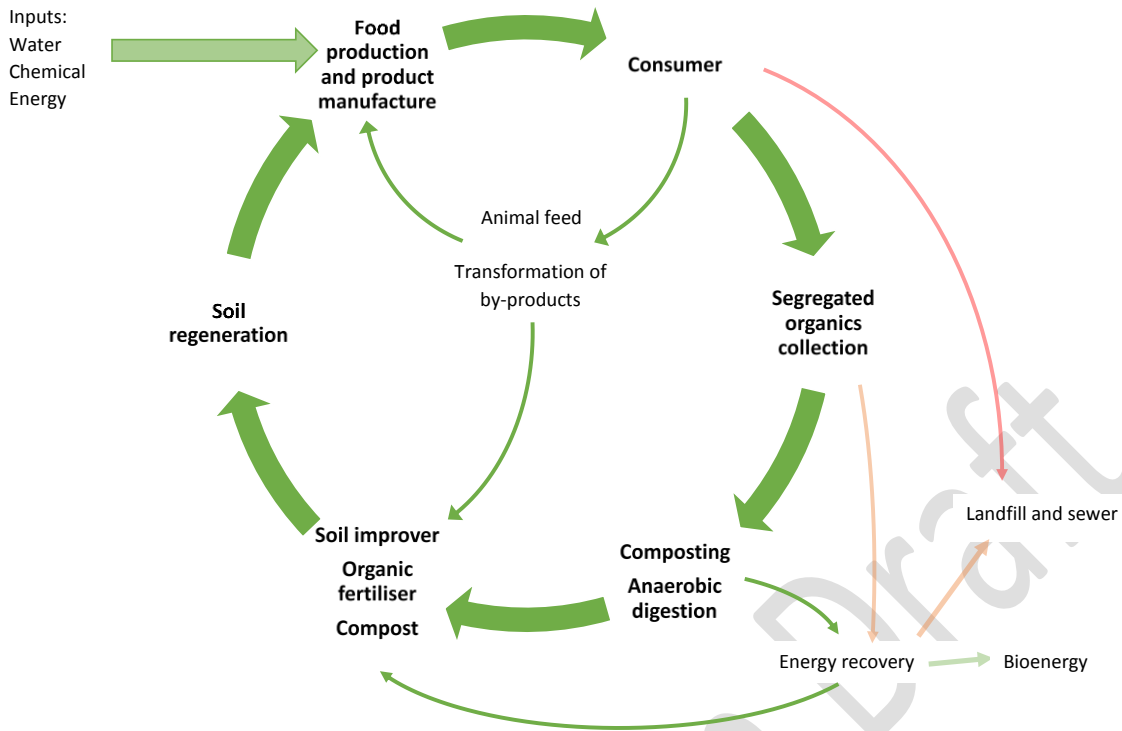 Inputs:
Water
Chemical
Energy
Food
production
and product
manufacture
Consumer
Animal feed
Transformation of
by-products
Soil
regeneration
Segregated
organics
collection
Landfill and sewer
Soil improver
Organic
fertiliser
Compost
Composting
Anaerobic
digestion
Energy recovery
Bioenergy
Draft